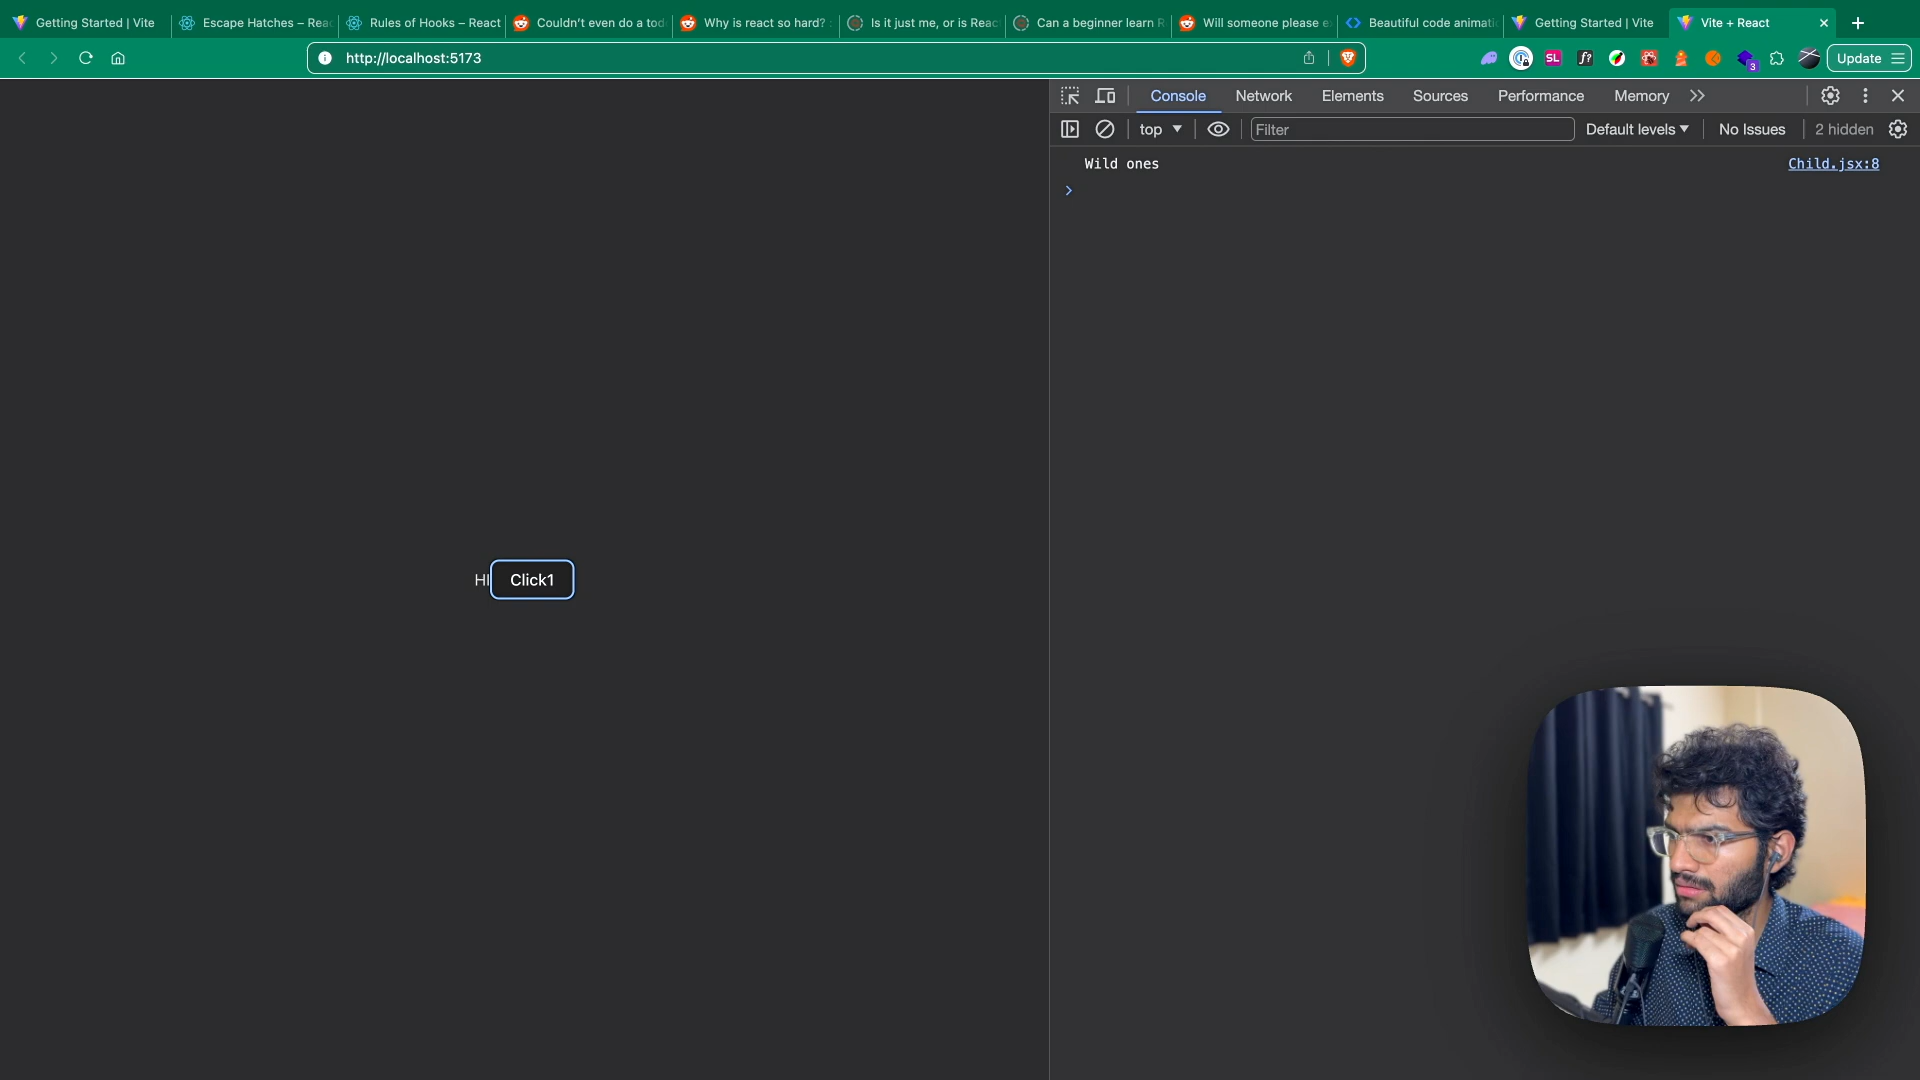 Getting Started | Vite
Escape Hatches – Reac
Rules of Hooks – React
Couldn't even do a tod
Why is react so hard? :
Is it just me, or is Reac
Can a beginner learn R
Will someone please e
Beautiful code animati
Getting Started | Vite
Vite + React
http://localhost:5173
SL
f?
3
Update
Console
Network
Elements
Sources
Performance
Memory
top
Filter
Default levels
No Issues
2 hidden
Wild ones
Child.jsx:8
HI
Click1